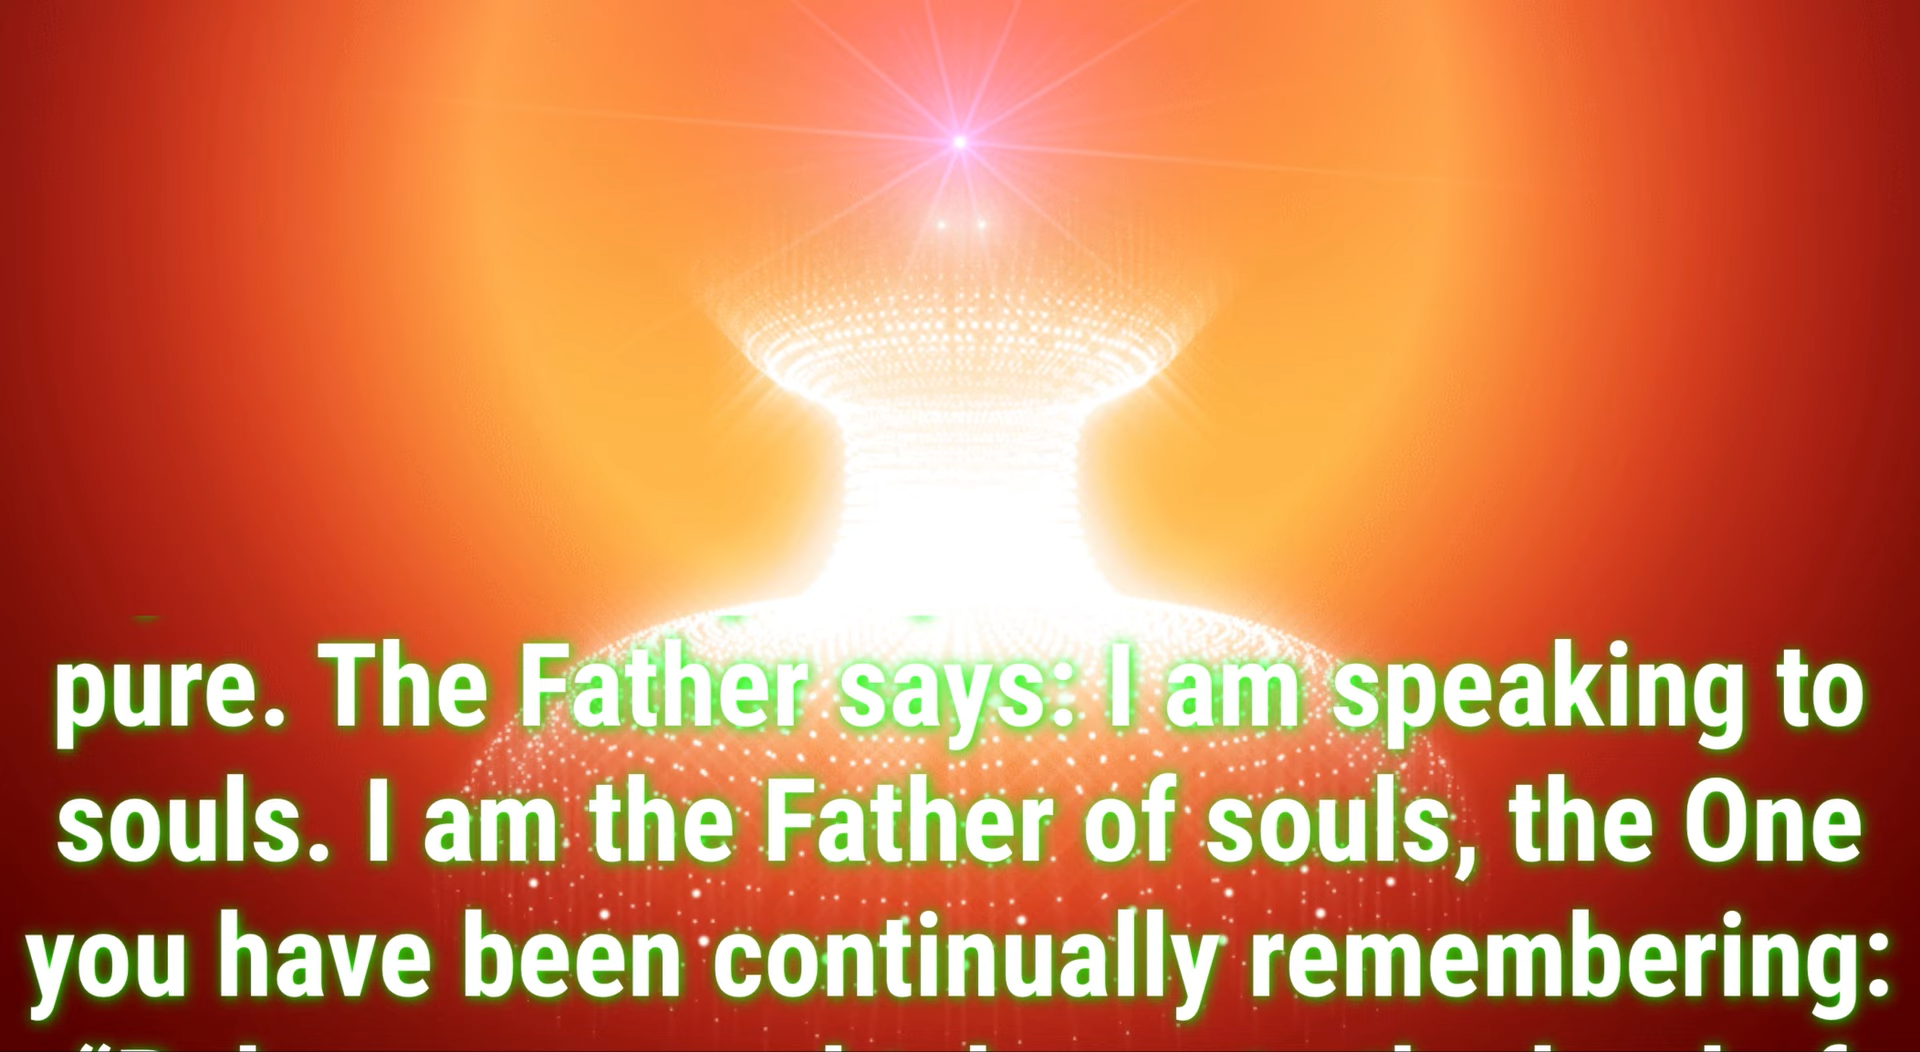 pure. The Father says: I am speaking to
souls. I am the Father of souls, the One
you have been continually remembering: